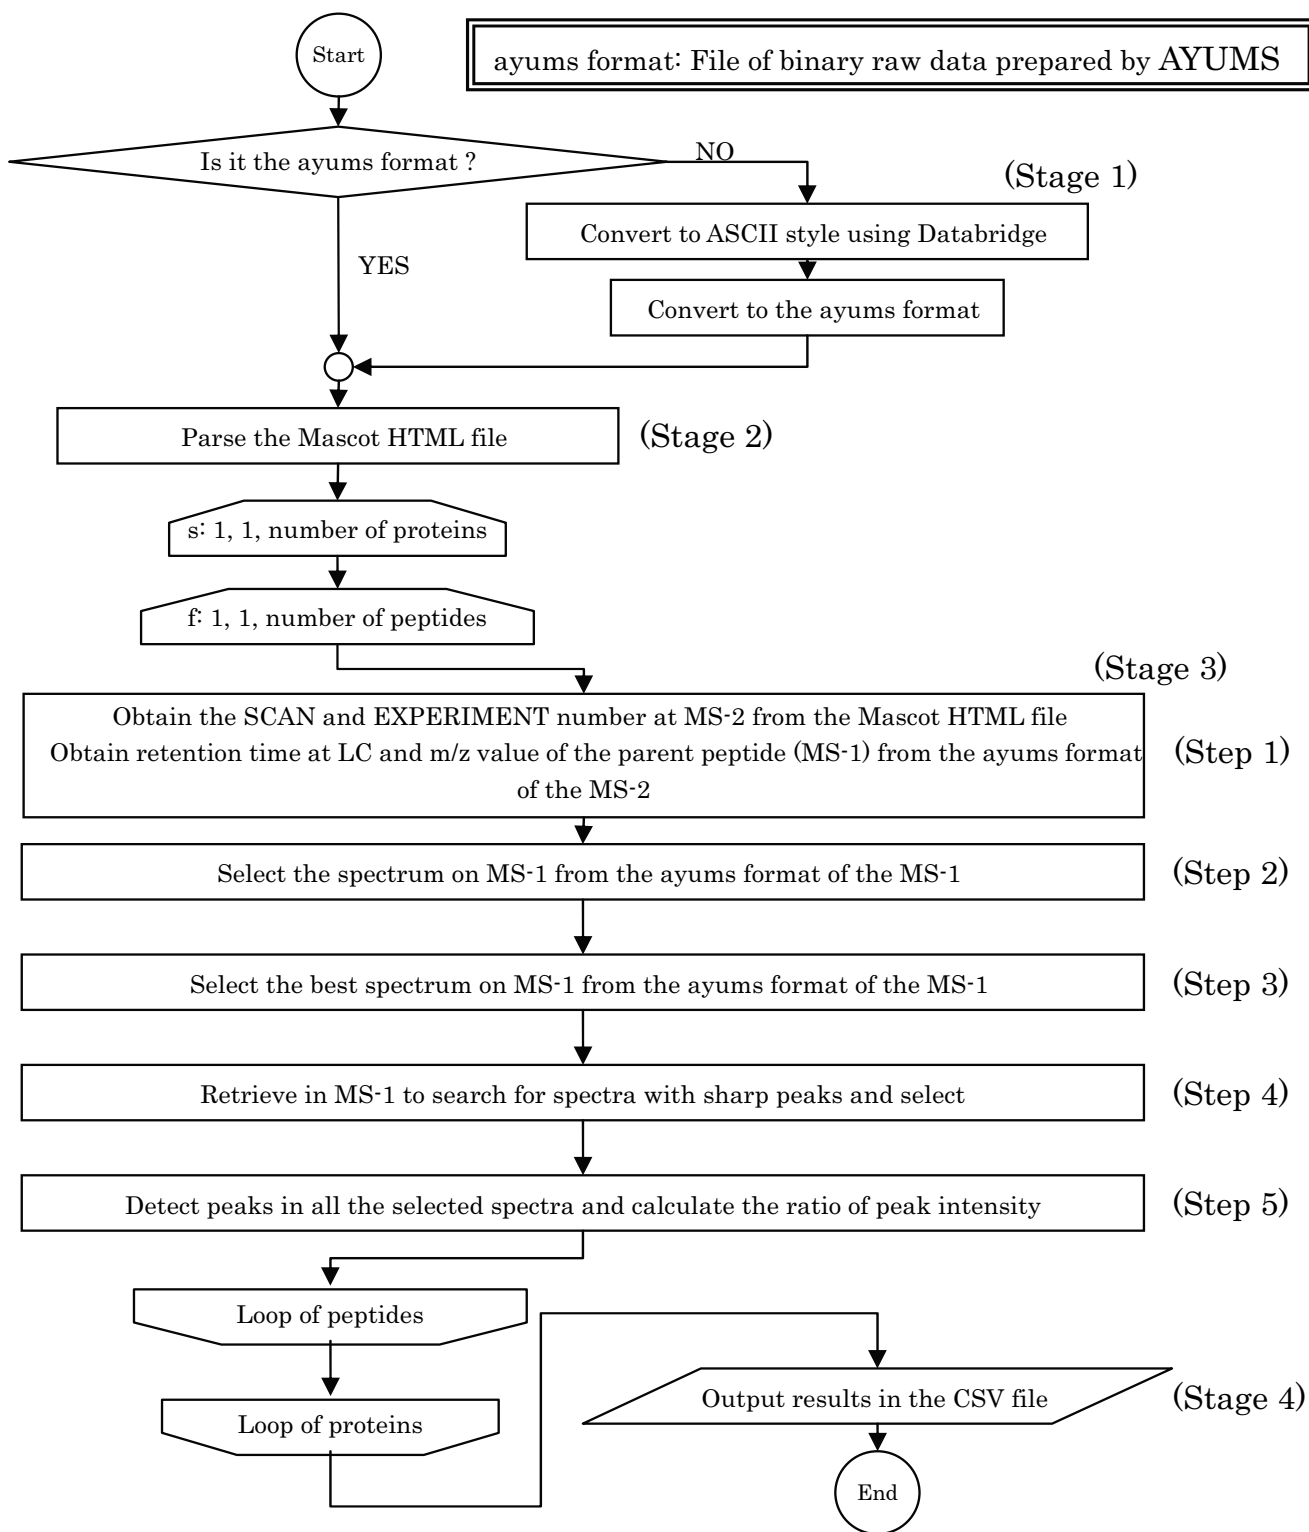 Start
ayums format: File of binary raw data prepared by AYUMS
Is it the ayums format ?
NO
(Stage 1)
Convert to ASCII style using Databridge
YES
Convert to the ayums format
Parse the Mascot HTML file
(Stage 2)
s: 1, 1, number of proteins
f: 1, 1, number of peptides
(Stage 3)
Obtain the SCAN and EXPERIMENT number at MS-2 from the Mascot HTML file
Obtain retention time at LC and m/z value of the parent peptide (MS-1) from the ayums format
of the MS-2
(Step 1)
Select the spectrum on MS-1 from the ayums format of the MS-1
(Step 2)
Select the best spectrum on MS-1 from the ayums format of the MS-1
(Step 3)
Retrieve in MS-1 to search for spectra with sharp peaks and select
(Step 4)
Detect peaks in all the selected spectra and calculate the ratio of peak intensity
(Step 5)
Loop of peptides
Loop of proteins
Output results in the CSV file
(Stage 4)
End